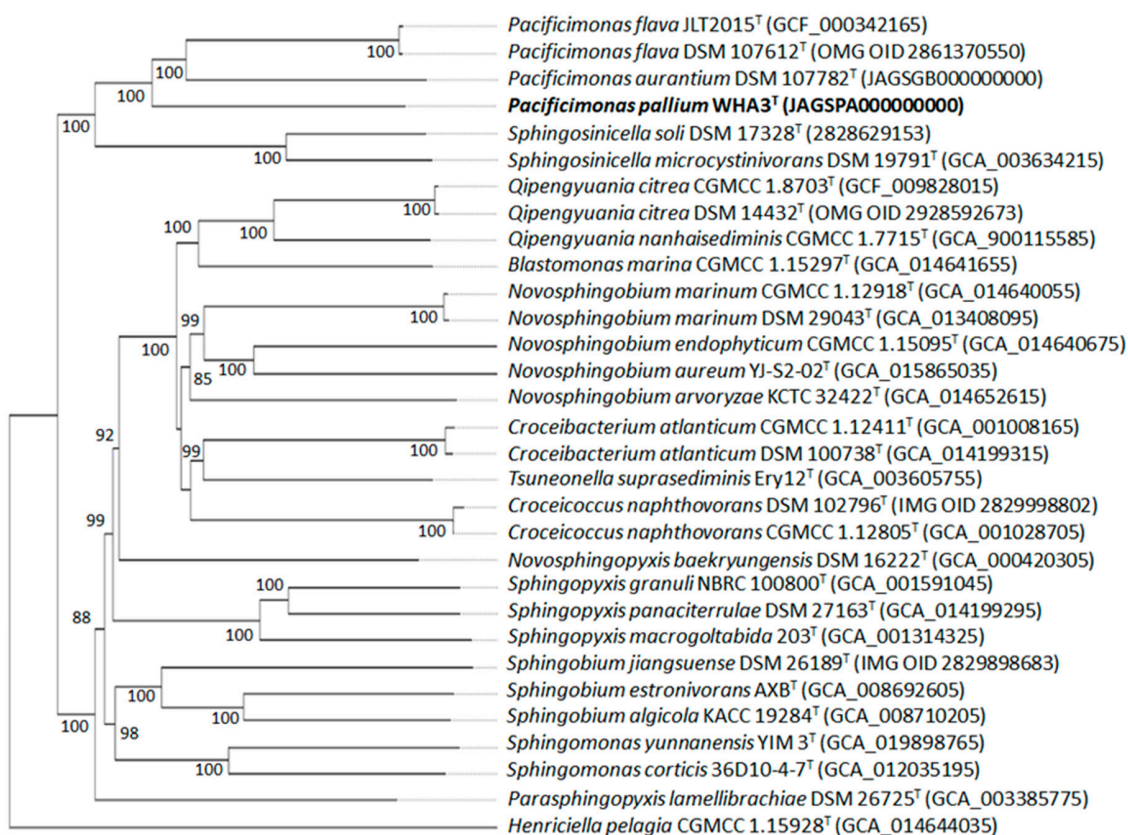 Pacificimonas flava JLT2015ᵀ (GCF_000342165)
100
Pacificimonas flava DSM 107612ᵀ (OMG OID 2861370550)
100
Pacificimonas aurantium DSM 107782ᵀ (JAGSGB000000000)
100
Pacificimonas pallium WHA3ᵀ (JAGSPA000000000)
100
Sphingosinicella soli DSM 17328ᵀ (2828629153)
100
Sphingosinicella microcystinivorans DSM 19791ᵀ (GCA_003634215)
Qipengyuania citrea CGMCC 1.8703ᵀ (GCF_009828015)
100
Qipengyuania citrea DSM 14432ᵀ (OMG OID 2928592673)
100
100
Qipengyuania nanhaisediminis CGMCC 1.7715ᵀ (GCA_900115585)
Blastomonas marina CGMCC 1.15297ᵀ (GCA_014641655)
Novosphingobium marinum CGMCC 1.12918ᵀ (GCA_014640055)
99
100
Novosphingobium marinum DSM 29043ᵀ (GCA_013408095)
100
Novosphingobium endophyticum CGMCC 1.15095ᵀ (GCA_014640675)
100
Novosphingobium aureum YJ-S2-02ᵀ (GCA_015865035)
85
Novosphingobium arvoryzae KCTC 32422ᵀ (GCA_014652615)
Croceibacterium atlanticum CGMCC 1.12411ᵀ (GCA_001008165)
92
99
100
Croceibacterium atlanticum DSM 100738ᵀ (GCA_014199315)
Tsuneonella suprasediminis Ery12ᵀ (GCA_003605755)
Croceicoccus naphthovorans DSM 102796ᵀ (IMG OID 2829998802)
99
100
Croceicoccus naphthovorans CGMCC 1.12805ᵀ (GCA_001028705)
Novosphingopyxis baekryungensis DSM 16222ᵀ (GCA_000420305)
100
Sphingopyxis granuli NBRC 100800ᵀ (GCA_001591045)
88
Sphingopyxis panaciterrulae DSM 27163ᵀ (GCA_014199295)
100
Sphingopyxis macrogoltabida 203ᵀ (GCA_001314325)
Sphingobium jiangsuense DSM 26189ᵀ (IMG OID 2829898683)
100
Sphingobium estronivorans AXBᵀ (GCA_008692605)
100
100
Sphingobium algicola KACC 19284ᵀ (GCA_008710205)
98
Sphingomonas yunnanensis YIM 3ᵀ (GCA_019898765)
100
Sphingomonas corticis 36D10-4-7ᵀ (GCA_012035195)
Parasphingopyxis lamellibrachiae DSM 26725ᵀ (GCA_003385775)
Henriciella pelagia CGMCC 1.15928ᵀ (GCA_014644035)